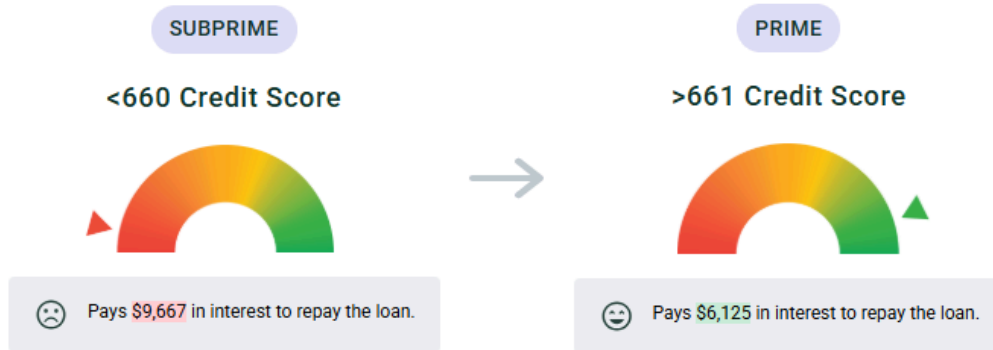 SUBPRIME
<660 Credit Score
Pays $9,667 in interest to repay the loan.
PRIME
>661 Credit Score
Pays $6,125 in interest to repay the loan.